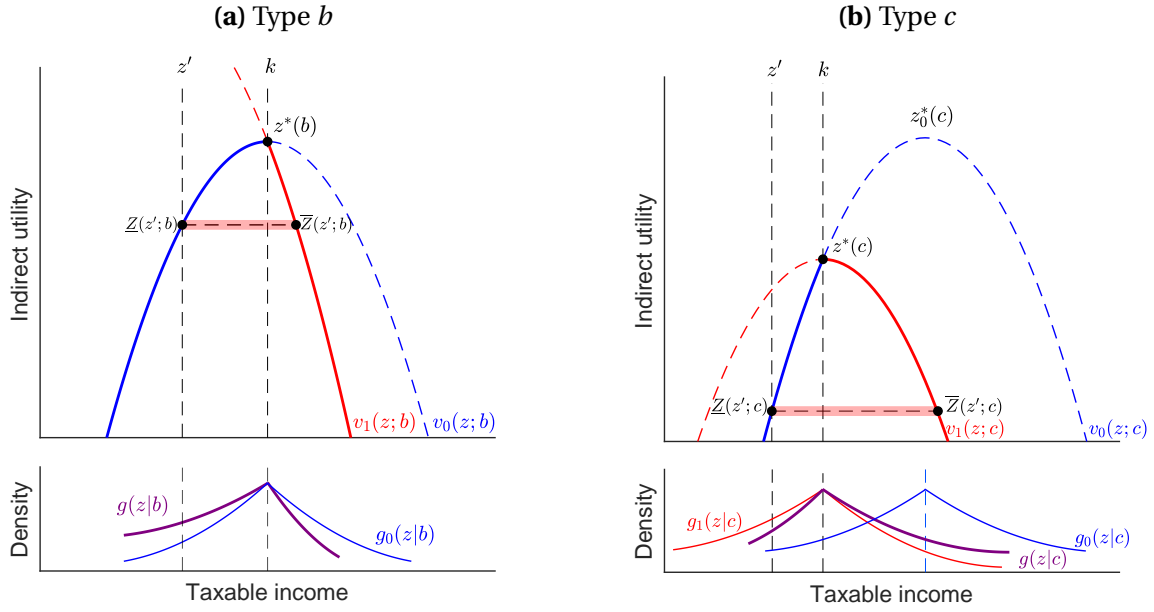 (a) Type b
z′
k
z*(b)
Indirect utility
Z̲(z′; b)
Z̅(z′; b)
v₁(z; b)
v₀(z; b)
Density
g(z|b)
g₀(z|b)
Taxable income
(b) Type c
z′
k
z₀*(c)
Indirect utility
z*(c)
Z̲(z′; c)
Z̅(z′; c)
v₁(z; c)
v₀(z; c)
Density
g₁(z|c)
g₀(z|c)
g(z|c)
Taxable income